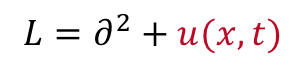 L = ∂² + u(x, t)